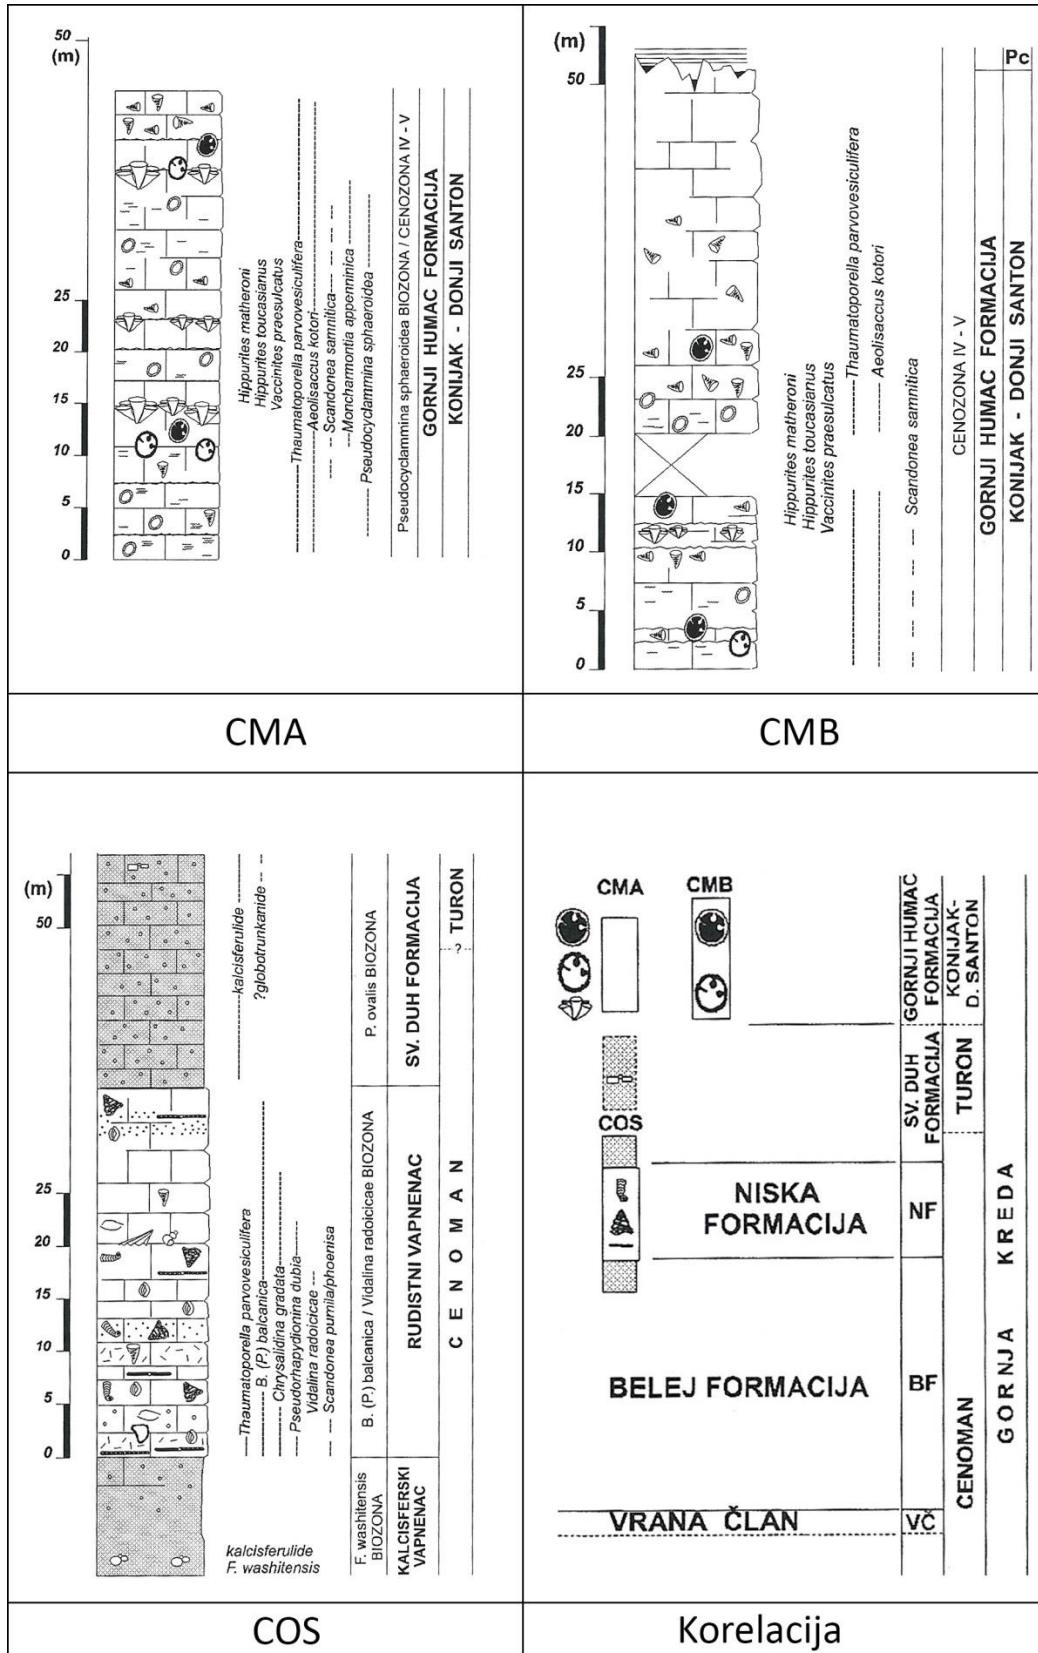 50
(m)
25
20
15
10
5
0
Hippurites matheroni
Hippurites toucasianus
Vaccinites praesulcatus
Thaumatoporella parvovesiculifera
Aeolisaccus kotori
Scandonea samnitica
Moncharmontia appenninica
Pseudocyclammina sphaeroidea
Pseudocyclammina sphaeroidea BIOZONA / CENOZONA IV - V
GORNJI HUMAC FORMACIJA
KONIJAK - DONJI SANTON
CMA
(m)
50
25
20
15
10
5
0
Hippurites matheroni
Hippurites toucasianus
Vaccinites praesulcatus
Thaumatoporella parvovesiculifera
Aeolisaccus kotori
Scandonea samnitica
CENOZONA IV - V
GORNJI HUMAC FORMACIJA
KONIJAK - DONJI SANTON
Pc
CMB
(m)
50
25
20
15
10
5
0
kalcisferulide
?globotrunkanide
Thaumatoporella parvovesiculifera
B. (P.) balcanica
Chrysalidina gradata
Pseudorhapydionina dubia
Vidalina radoicicae
Scandonea pumila/phoenisa
kalcisferulide
F. washitensis
P. ovalis BIOZONA
B. (P.) balcanica / Vidalina radoicicae BIOZONA
F. washitensis
BIOZONA
SV. DUH FORMACIJA
RUDISTNI VAPNENAC
KALCISFERSKI
VAPNENAC
TURON
?
CENOMAN
COS
CMA
CMB
COS
NISKA
FORMACIJA
BELEJ FORMACIJA
VRANA ČLAN
GORNJI HUMAC
FORMACIJA
SV. DUH
FORMACIJA
NF
BF
VČ
KONIJAK-
D. SANTON
TURON
CENOMAN
GORNJA KREDA
Korelacija